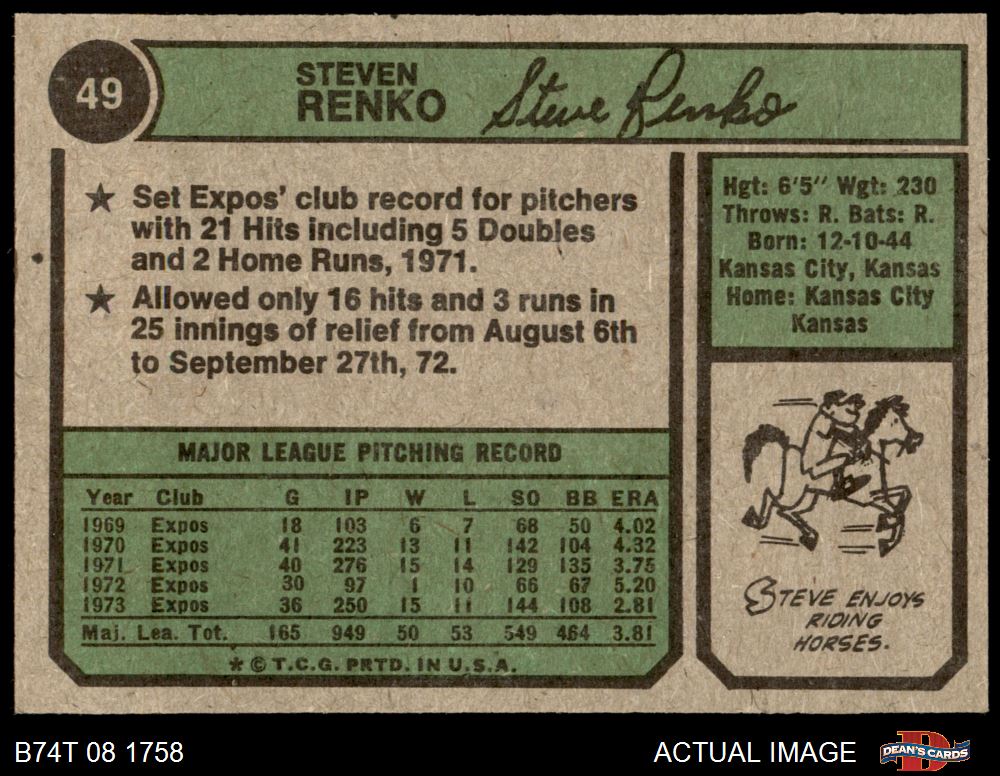 49
STEVEN
RENKO
Steve Renko
★ Set Expos' club record for pitchers
with 21 Hits including 5 Doubles
and 2 Home Runs, 1971.
★ Allowed only 16 hits and 3 runs in
25 innings of relief from August 6th
to September 27th, 72.
Hgt: 6'5" Wgt: 230
Throws: R. Bats: R.
Born: 12-10-44
Kansas City, Kansas
Home: Kansas City
Kansas
MAJOR LEAGUE PITCHING RECORD
Year Club G IP W L SO BB ERA
1969 Expos 18 103 6 7 68 50 4.02
1970 Expos 41 223 13 11 142 104 4.32
1971 Expos 40 276 15 14 129 135 3.75
1972 Expos 30 97 1 10 66 67 5.20
1973 Expos 36 250 15 11 144 108 2.81
Maj. Lea. Tot. 165 949 50 53 549 464 3.81
* © T.C.G. PRTD. IN U.S.A.
STEVE ENJOYS
RIDING
HORSES.
B74T 08 1758
ACTUAL IMAGE
D
DEAN'S CARDS